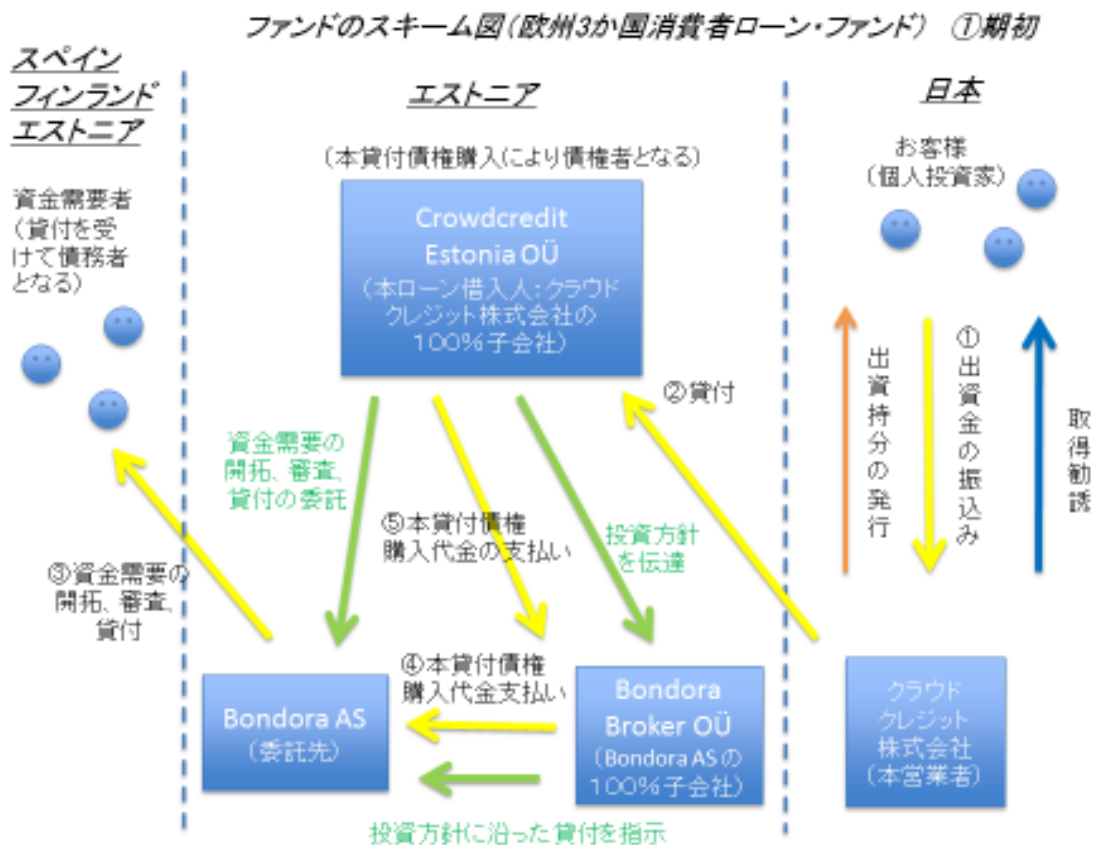 ファンドのスキーム図(欧州3か国消費者ローン・ファンド) ①期初
スペイン
フィンランド
エストニア
エストニア
日本
資金需要者
(貸付を受
けて債務者
となる)
(本貸付債権購入により債権者となる)
Crowdcredit
Estonia OÜ
(本ローン借入人:クラウド
クレジット株式会社の
100%子会社)
お客様
(個人投資家)
②貸付
出資持分の発行
①出資金の振込み
取得勧誘
資金需要の
開拓、審査、
貸付の委託
⑤本貸付債権
購入代金の支払い
投資方針
を伝達
③資金需要の
開拓、審査、
貸付
④本貸付債権
購入代金支払い
Bondora AS
(委託先)
Bondora
Broker OÜ
(Bondora ASの
100%子会社)
クラウド
クレジット
株式会社
(本営業者)
投資方針に沿った貸付を指示